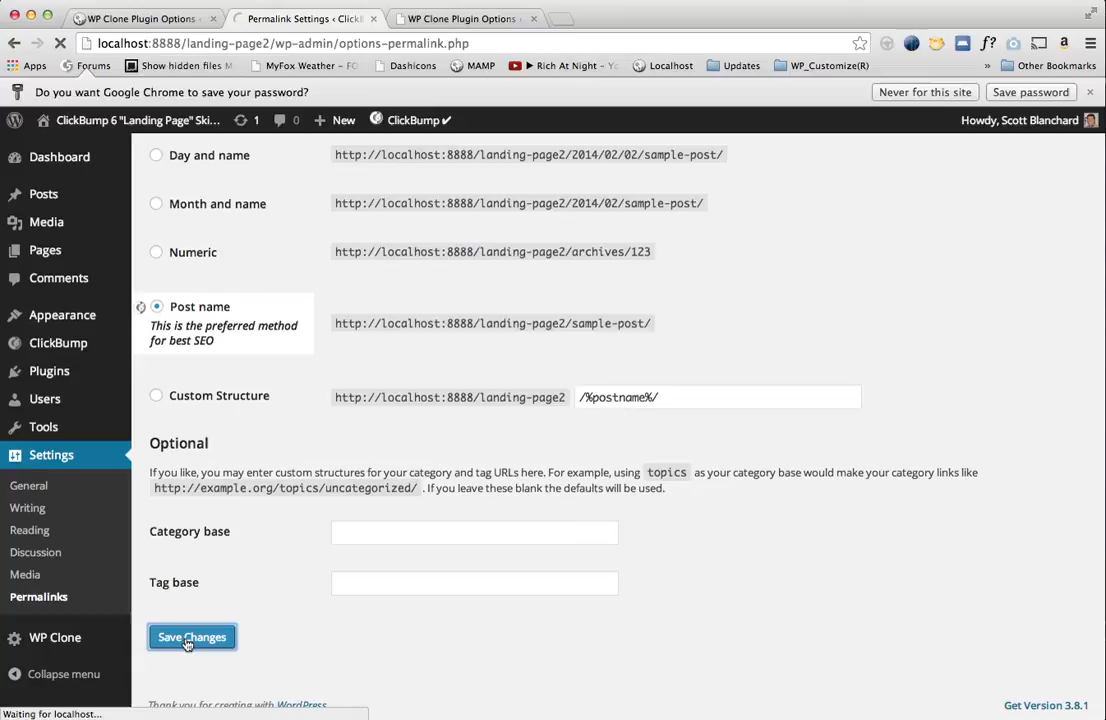 WP Clone Plugin Options
Permalink Settings ‹ Click
WP Clone Plugin Options
localhost:8888/landing-page2/wp-admin/options-permalink.php
Apps
Forums
Show hidden files
MyFox Weather – FO
Dashicons
MAMP
Rich At Night – Yo
Localhost
Updates
WP_Customize(R)
»
Other Bookmarks
Do you want Google Chrome to save your password?
Never for this site
Save password
ClickBump 6 "Landing Page" Ski...
1
0
New
ClickBump ✔
Howdy, Scott Blanchard
Dashboard
Posts
Media
Pages
Comments
Appearance
ClickBump
Plugins
Users
Tools
Settings
General
Writing
Reading
Discussion
Media
Permalinks
WP Clone
Collapse menu
Day and name
http://localhost:8888/landing-page2/2014/02/02/sample-post/
Month and name
http://localhost:8888/landing-page2/2014/02/sample-post/
Numeric
http://localhost:8888/landing-page2/archives/123
Post name
This is the preferred method
for best SEO
http://localhost:8888/landing-page2/sample-post/
Custom Structure
http://localhost:8888/landing-page2
/%postname%/
Optional
If you like, you may enter custom structures for your category and tag URLs here. For example, using topics as your category base would make your category links like
http://example.org/topics/uncategorized/ . If you leave these blank the defaults will be used.
Category base
Tag base
Save Changes
Thank you for creating with WordPress
Get Version 3.8.1
Waiting for localhost...